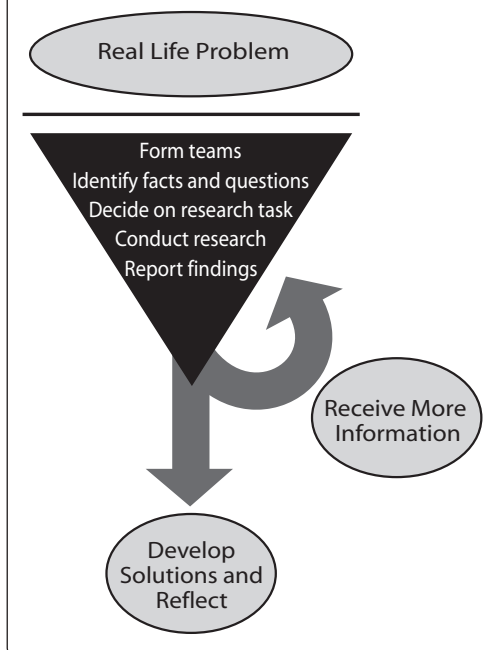 Real Life Problem
Form teams
Identify facts and questions
Decide on research task
Conduct research
Report findings
Receive More
Information
Develop
Solutions and
Reflect